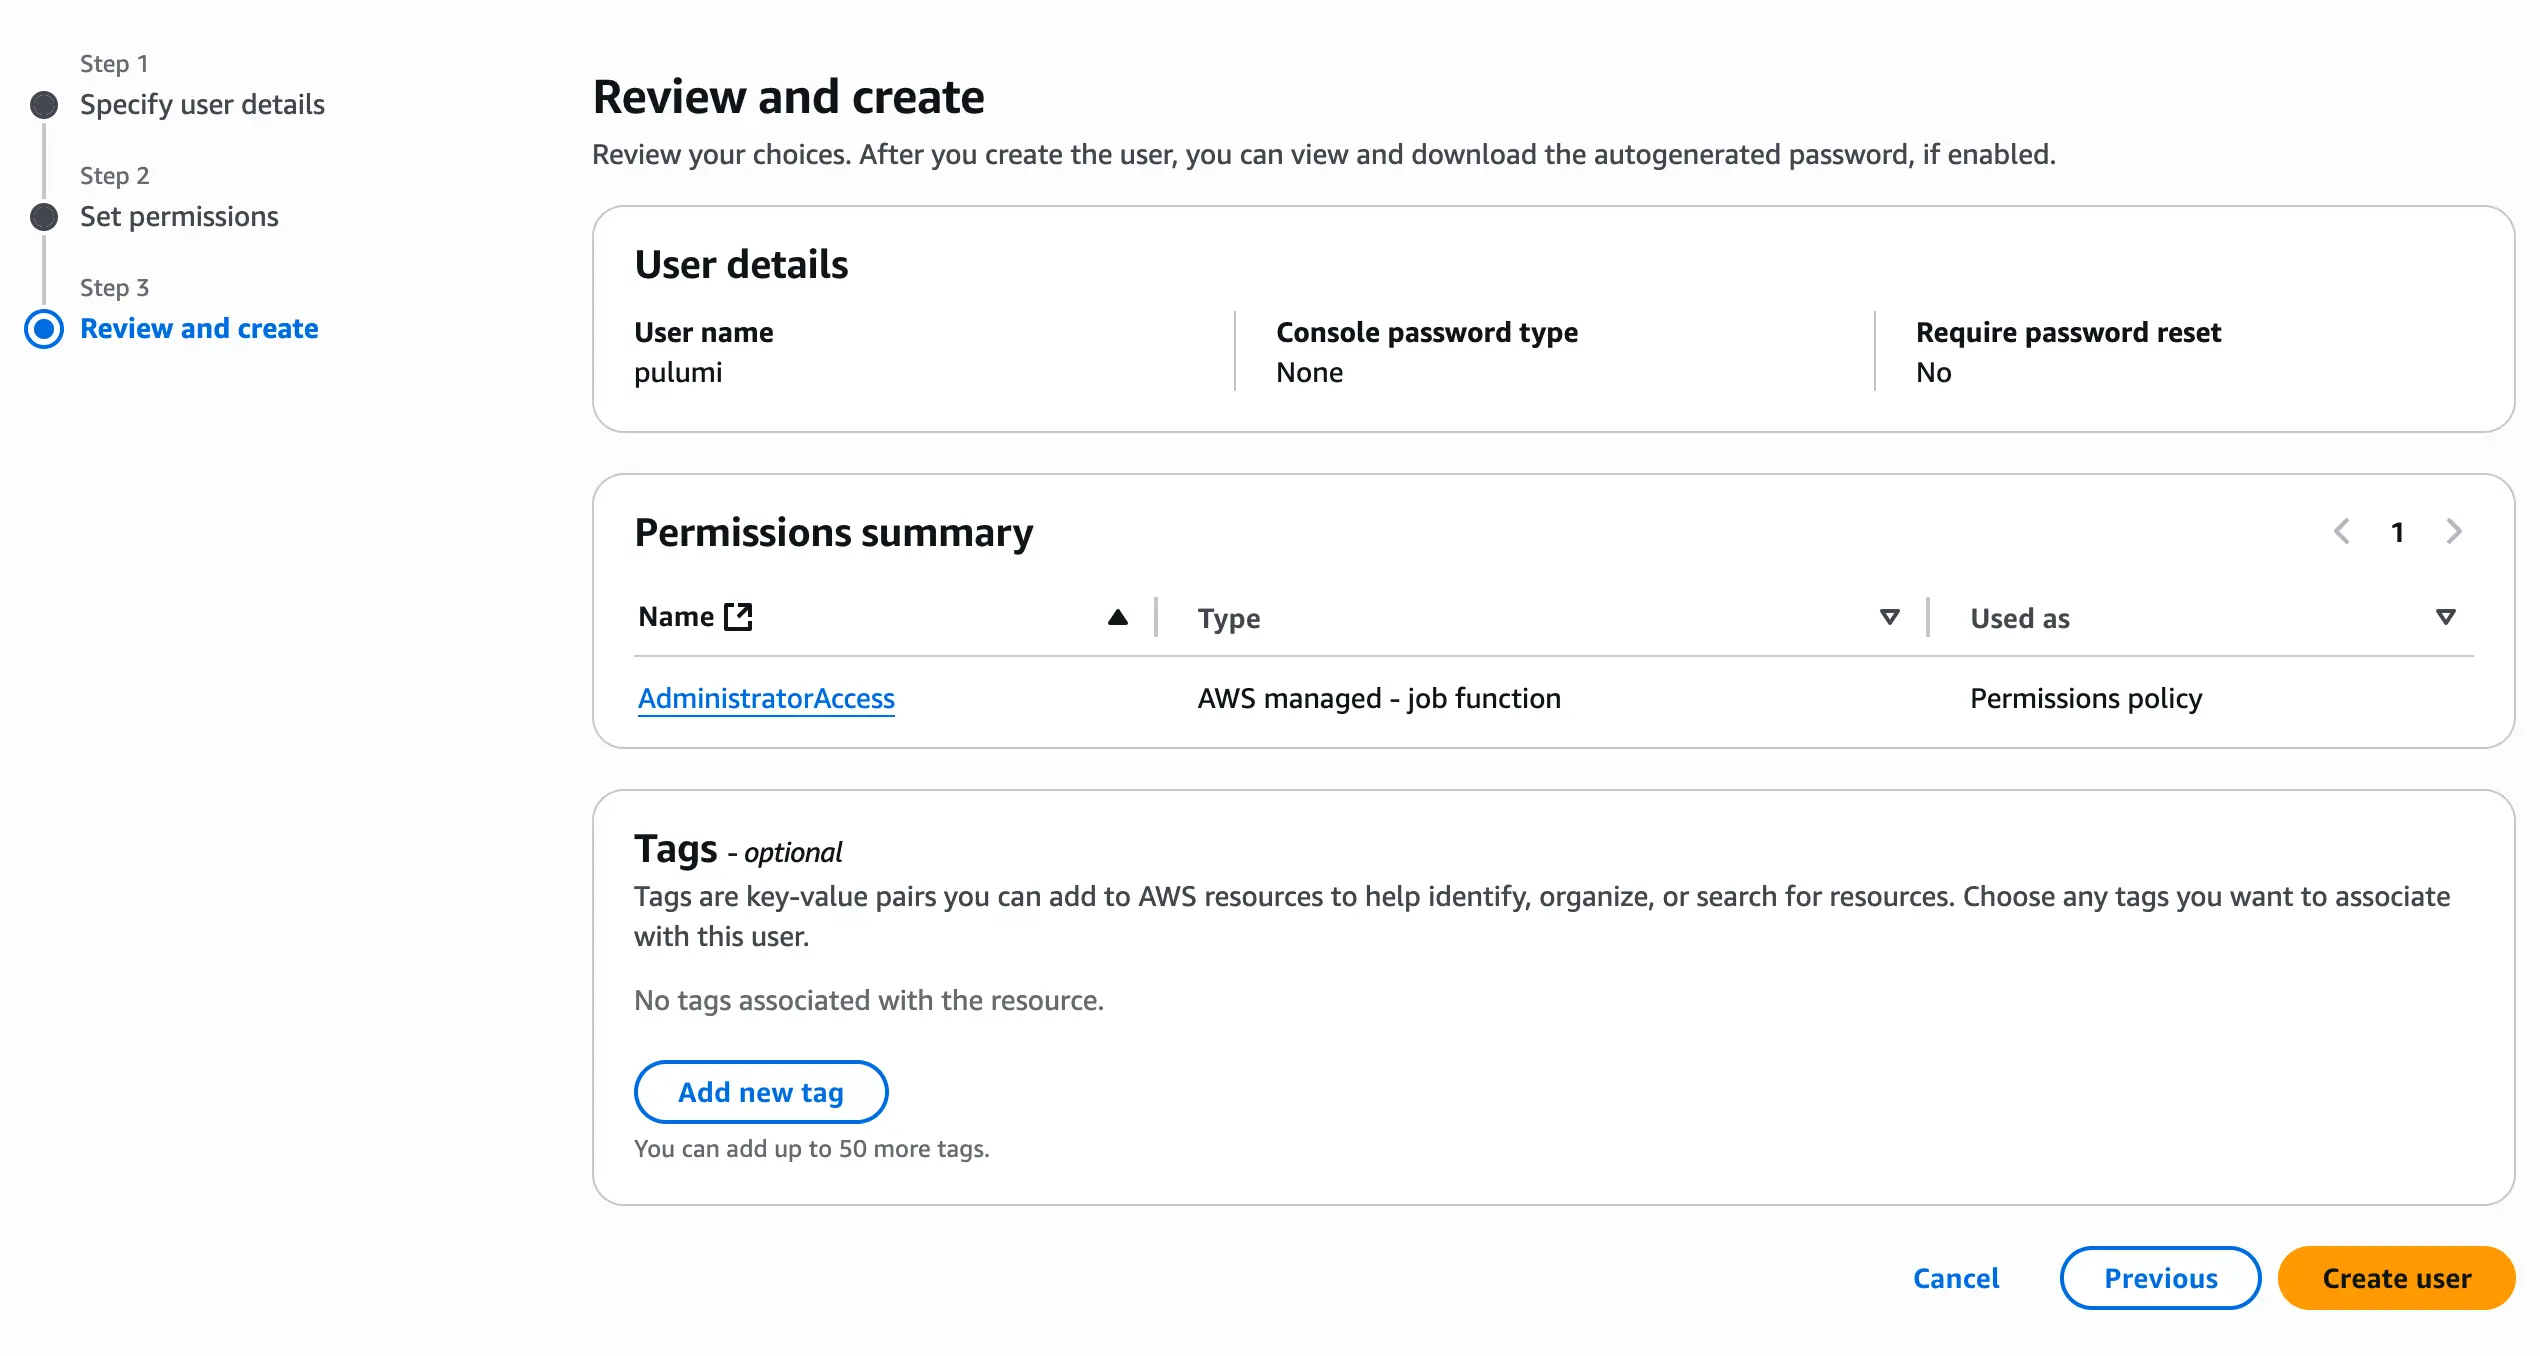 Step 1
Specify user details
Step 2
Set permissions
Step 3
Review and create
Review and create
Review your choices. After you create the user, you can view and download the autogenerated password, if enabled.
User details
User name
pulumi
Console password type
None
Require password reset
No
Permissions summary
1
Name
Type
Used as
AdministratorAccess
AWS managed - job function
Permissions policy
Tags - optional
Tags are key-value pairs you can add to AWS resources to help identify, organize, or search for resources. Choose any tags you want to associate
with this user.
No tags associated with the resource.
Add new tag
You can add up to 50 more tags.
Cancel
Previous
Create user